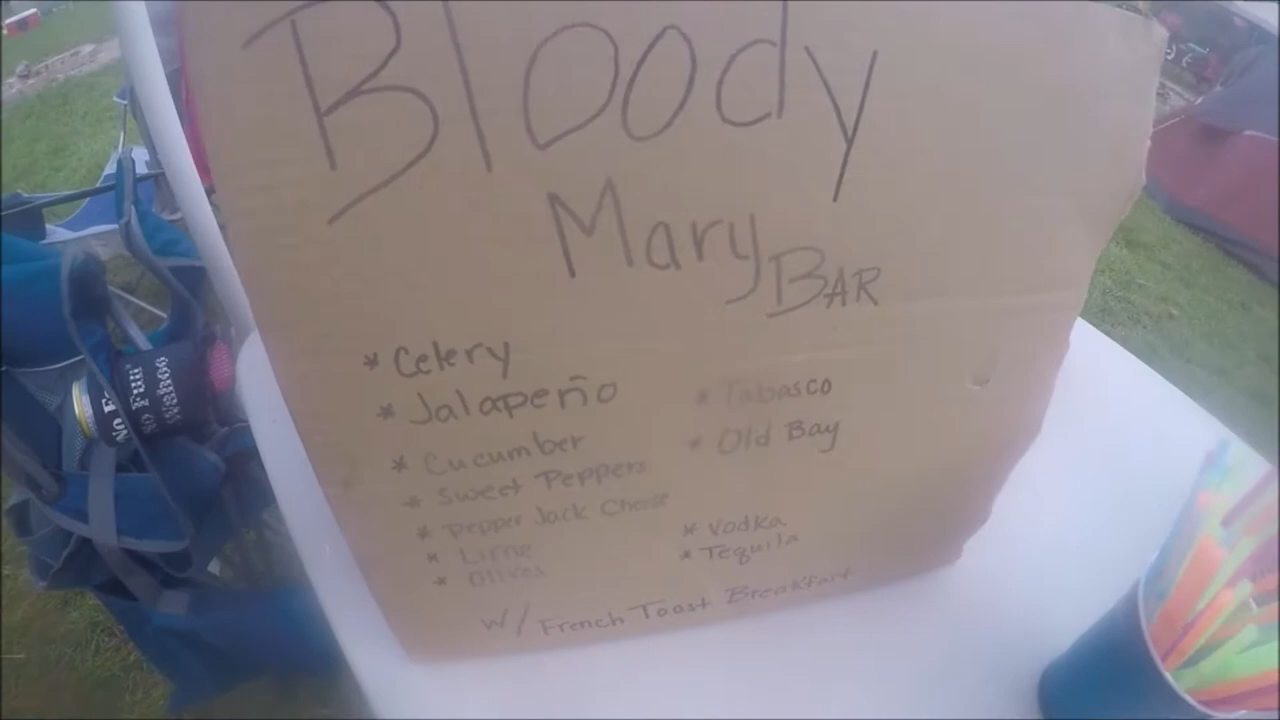 Bloody
Mary
BAR
* Celery
* Jalapeño
* Cucumber
* Sweet Peppers
* Pepper Jack Cheese
* Lime
* Olives
* Tabasco
* Old Bay
* Vodka
* Tequila
w/ French Toast Breakfast
No F
No Fun
Wahoo